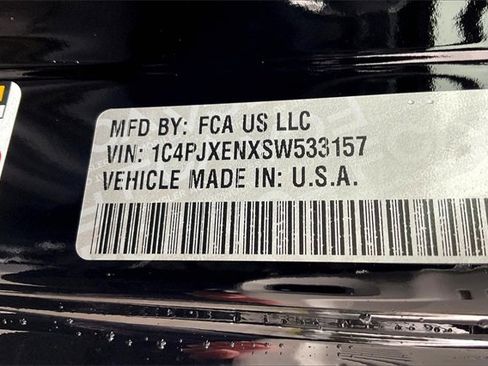 MFD BY: FCA US LLC
VIN: 1C4PJXENXSW533157
VEHICLE MADE IN: U.S.A.